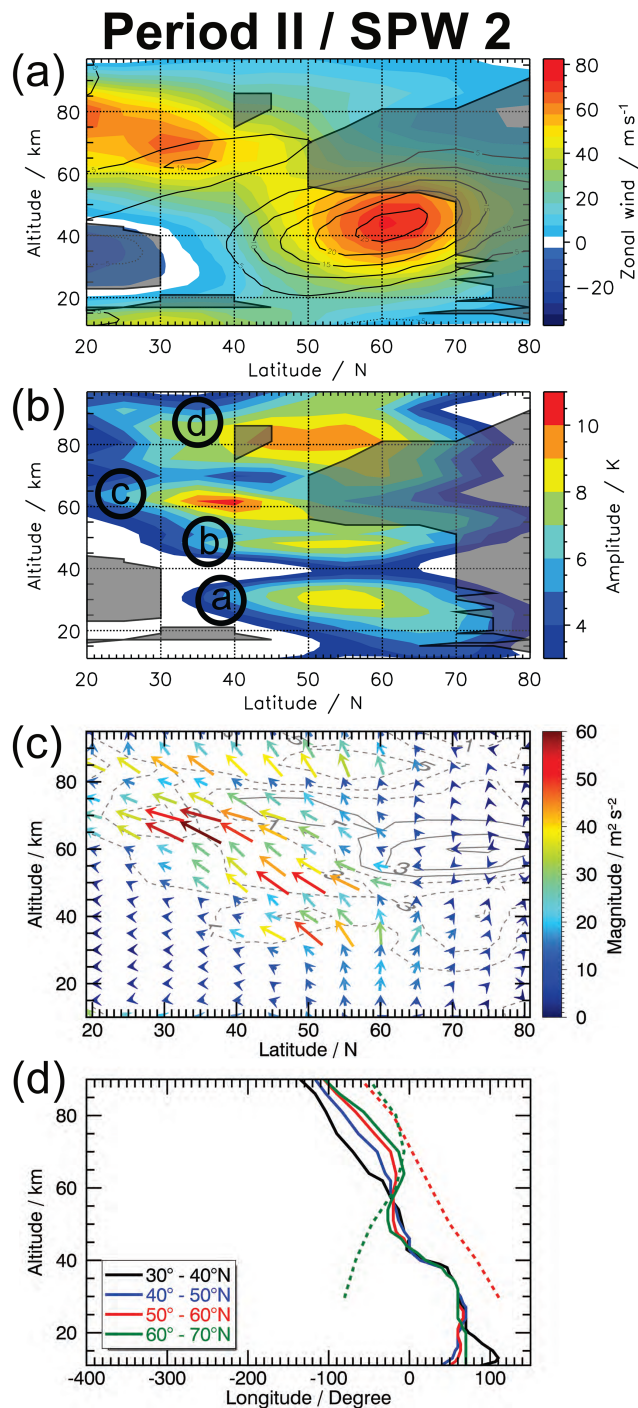 Period II / SPW 2
(a)
80
60
40
20
Altitude / km
20 30 40 50 60 70 80
Latitude / N
80
60
40
20
0
−20
Zonal wind / m s⁻¹
-10
-15
-20
(b)
80
60
40
20
Altitude / km
d
c
b
a
20 30 40 50 60 70 80
Latitude / N
10
8
6
4
Amplitude / K
(c)
80
60
40
20
Altitude / km
20 30 40 50 60 70 80
Latitude / N
60
50
40
30
20
10
0
Magnitude / m² s⁻²
(d)
80
60
40
20
Altitude / km
30° - 40°N
40° - 50°N
50° - 60°N
60° - 70°N
-400 -300 -200 -100 0 100
Longitude / Degree